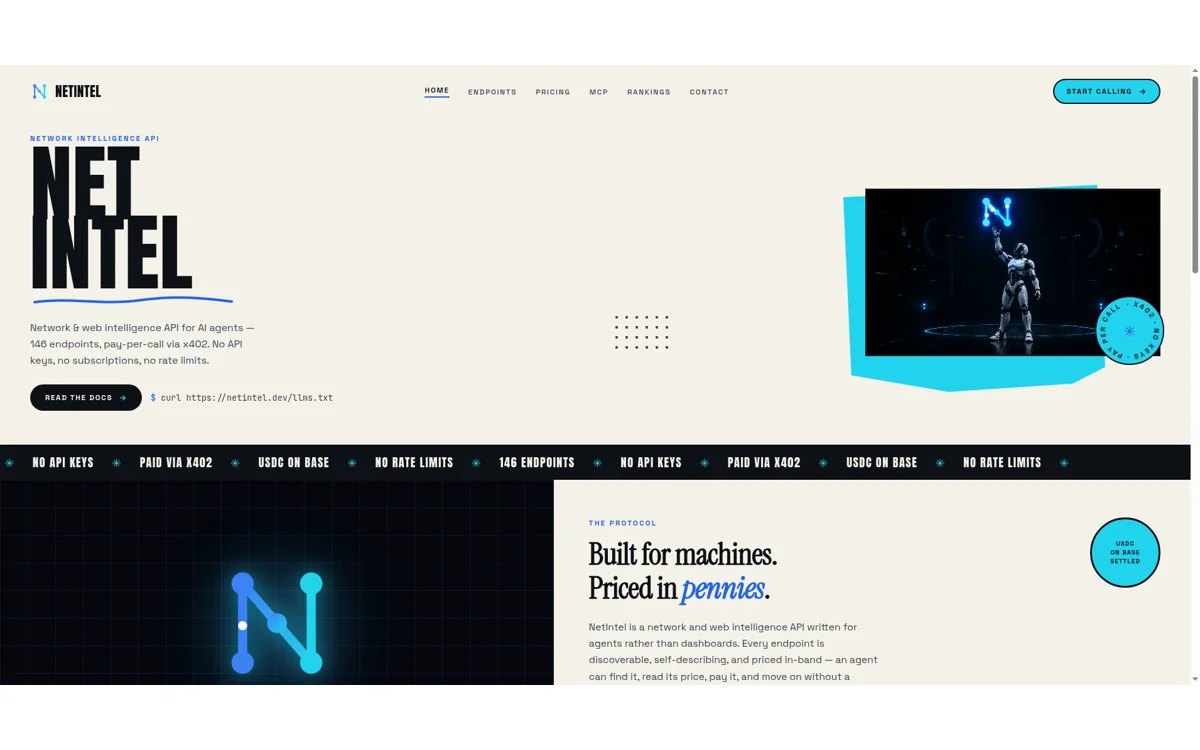 NETINTEL
HOME ENDPOINTS PRICING MCP RANKINGS CONTACT
START CALLING →
NETWORK INTELLIGENCE API
NET
INTEL
Network & web intelligence API for AI agents —
146 endpoints, pay-per-call via x402. No API
keys, no subscriptions, no rate limits.
READ THE DOCS →
$ curl https://netintel.dev/llms.txt
X402 · NO KEYS · PAY PER CALL ·
✳ NO API KEYS ✳ PAID VIA X402 ✳ USDC ON BASE ✳ NO RATE LIMITS ✳ 146 ENDPOINTS ✳ NO API KEYS ✳ PAID VIA X402 ✳ USDC ON BASE ✳ NO RATE LIMITS ✳
THE PROTOCOL
Built for machines.
Priced in pennies.
USDC
ON BASE
SETTLED
NetIntel is a network and web intelligence API written for
agents rather than dashboards. Every endpoint is
discoverable, self-describing, and priced in-band — an agent
can find it, read its price, pay it, and move on without a